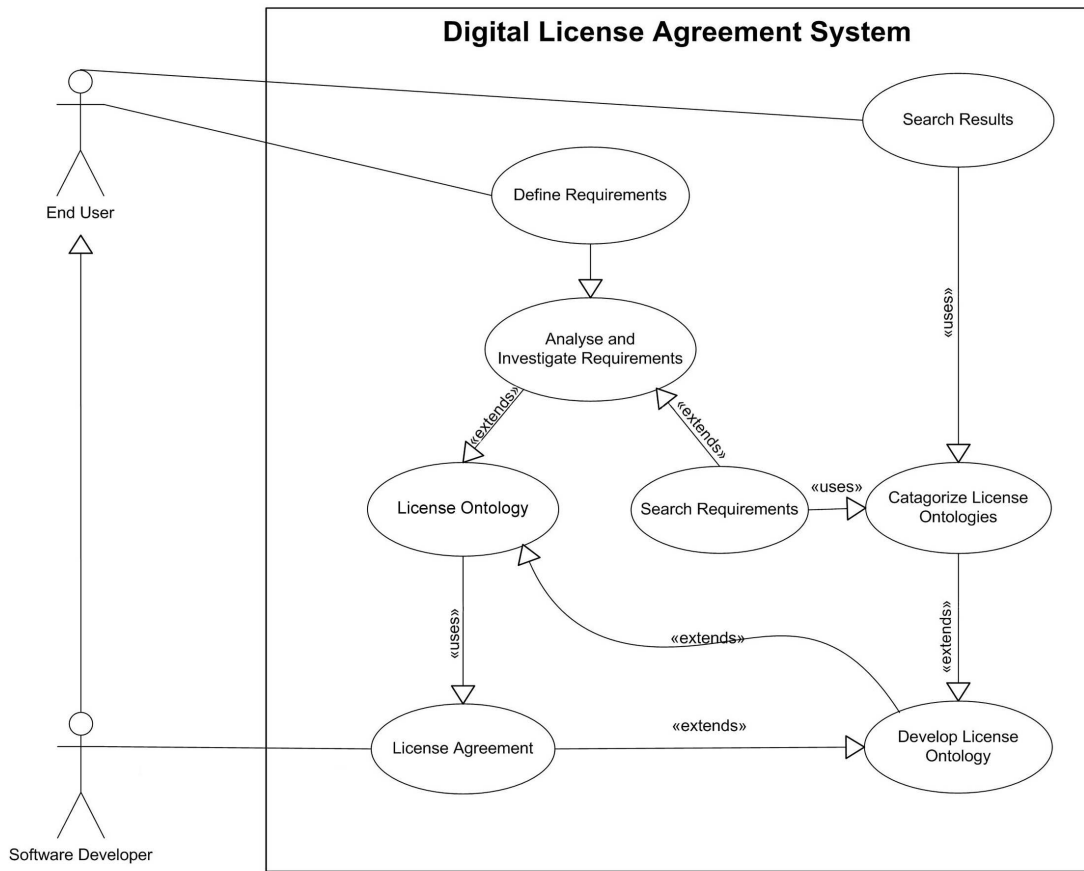 Digital License Agreement System
Search Results
Define Requirements
End User
«uses»
Analyse and
Investigate Requirements
«extends»
«extends»
License Ontology
Search Requirements
«uses»
Catagorize License
Ontologies
«uses»
«extends»
«extends»
License Agreement
«extends»
Develop License
Ontology
Software Developer